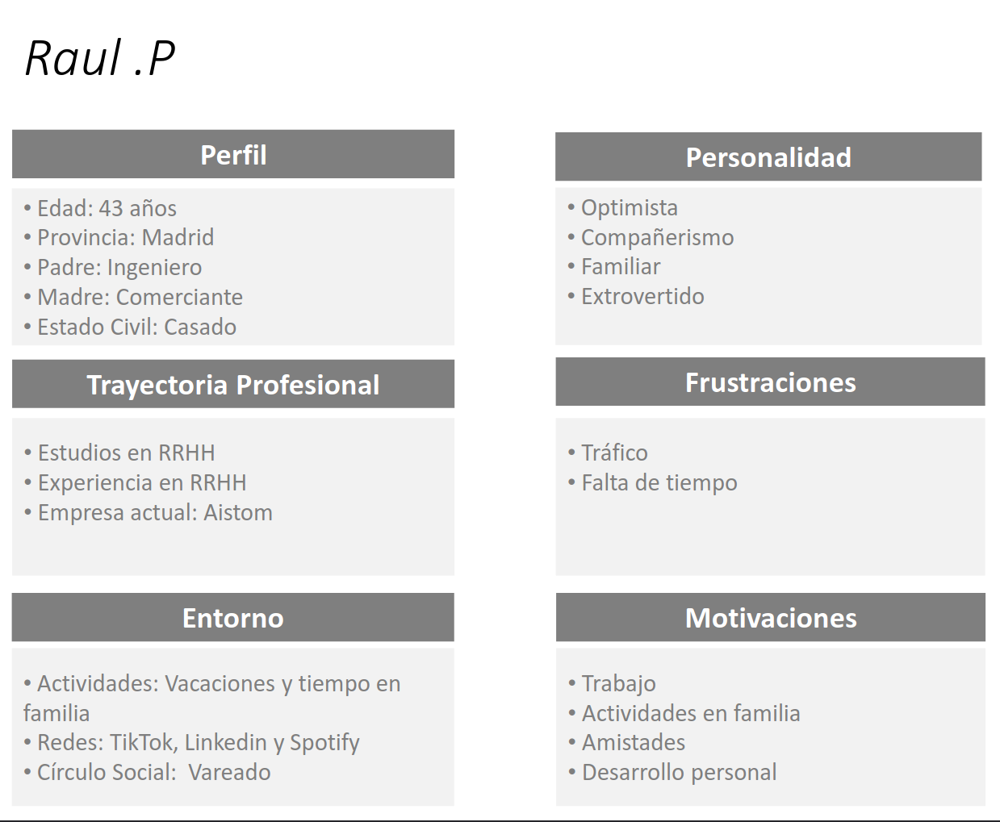 Raul .P
Perfil
• Edad: 43 años
• Provincia: Madrid
• Padre: Ingeniero
• Madre: Comerciante
• Estado Civil: Casado
Personalidad
• Optimista
• Compañerismo
• Familiar
• Extrovertido
Trayectoria Profesional
• Estudios en RRHH
• Experiencia en RRHH
• Empresa actual: Aistom
Frustraciones
• Tráfico
• Falta de tiempo
Entorno
• Actividades: Vacaciones y tiempo en
familia
• Redes: TikTok, Linkedin y Spotify
• Círculo Social:  Vareado
Motivaciones
• Trabajo
• Actividades en familia
• Amistades
• Desarrollo personal